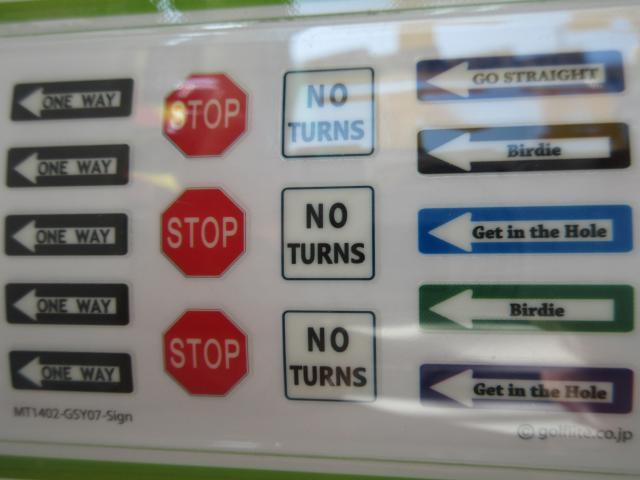 ONE WAY
ONE WAY
ONE WAY
ONE WAY
ONE WAY
MT1402-GSY07-Sign
STOP
STOP
STOP
NO
TURNS
NO
TURNS
NO
TURNS
GO STRAIGHT
Birdie
Get in the Hole
Birdie
Get in the Hole
© golflite.co.jp